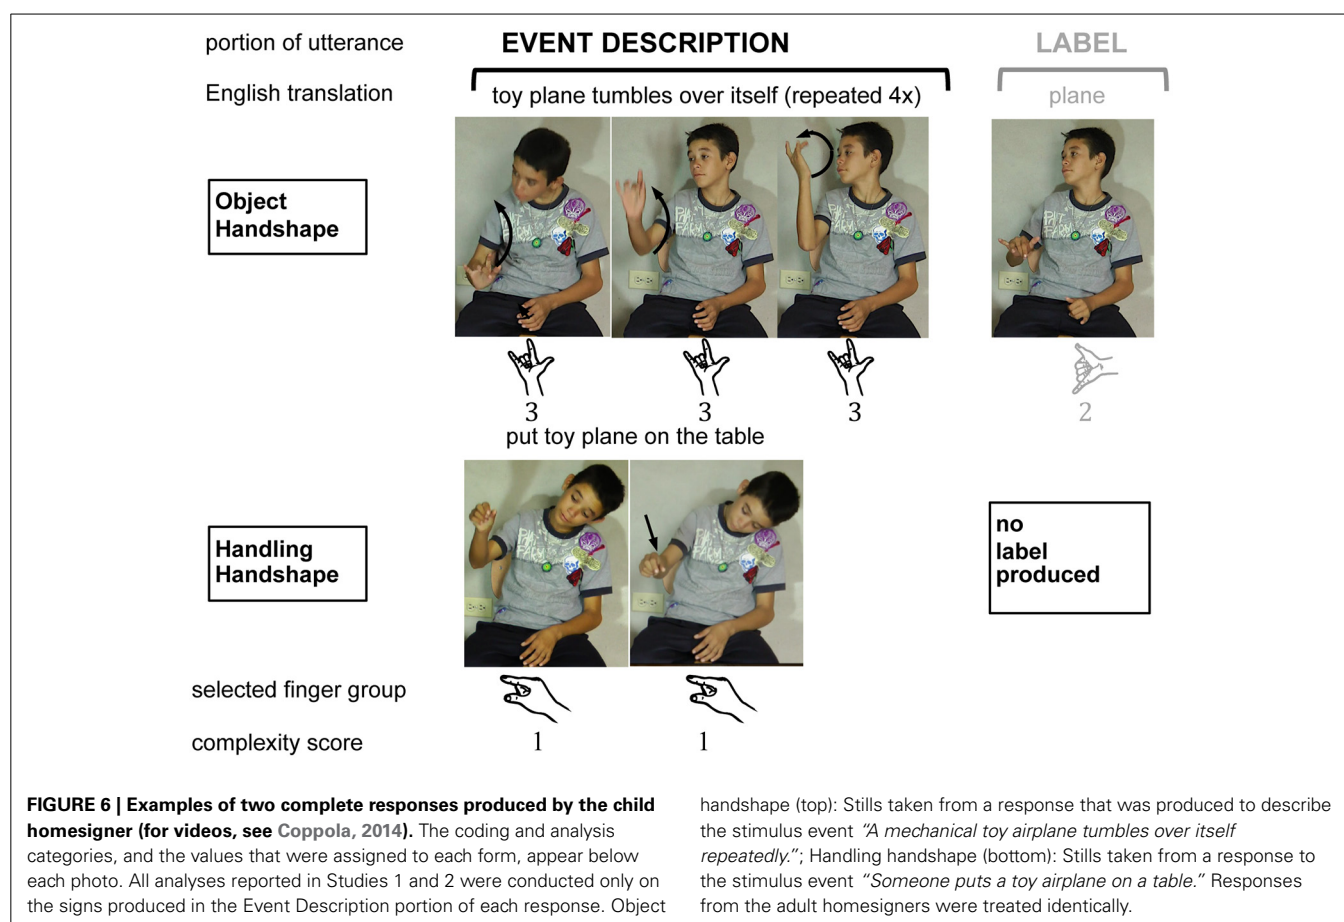 portion of utterance EVENT DESCRIPTION LABEL
English translation toy plane tumbles over itself (repeated 4x) plane
Object
Handshape
3 3 3 2
put toy plane on the table
Handling
Handshape
no
label
produced
selected finger group
complexity score 1 1
FIGURE 6 | Examples of two complete responses produced by the child
homesigner (for videos, see Coppola, 2014). The coding and analysis
categories, and the values that were assigned to each form, appear below
each photo. All analyses reported in Studies 1 and 2 were conducted only on
the signs produced in the Event Description portion of each response. Object
handshape (top): Stills taken from a response that was produced to describe
the stimulus event "A mechanical toy airplane tumbles over itself
repeatedly."; Handling handshape (bottom): Stills taken from a response to
the stimulus event "Someone puts a toy airplane on a table." Responses
from the adult homesigners were treated identically.